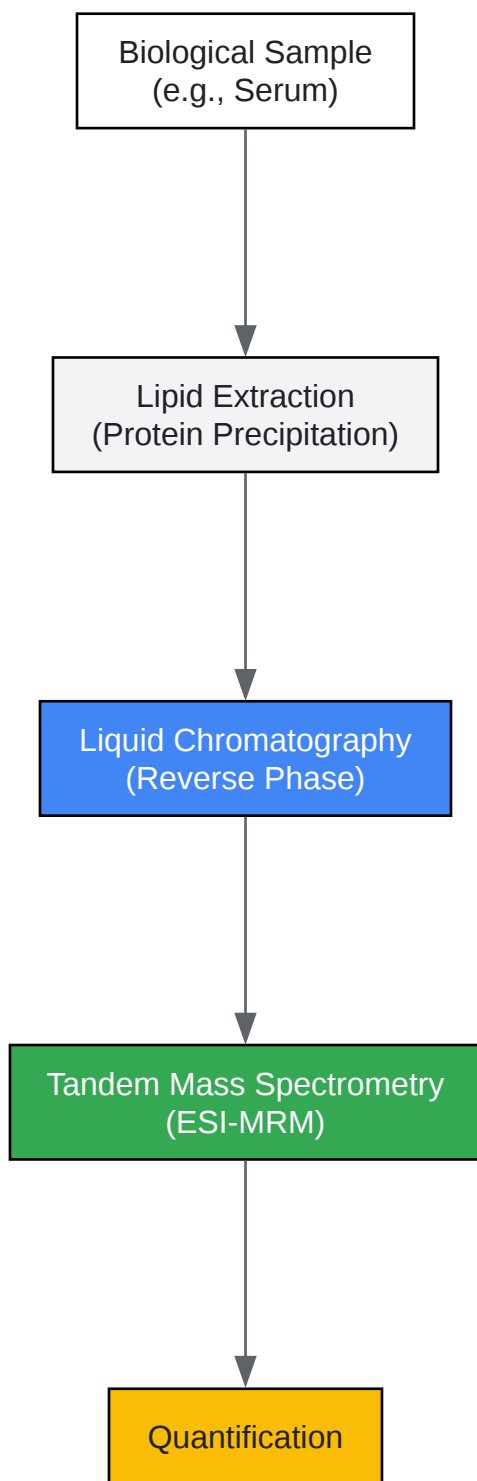 Biological Sample
(e.g., Serum)
Lipid Extraction
(Protein Precipitation)
Liquid Chromatography
(Reverse Phase)
Tandem Mass Spectrometry
(ESI-MRM)
Quantification